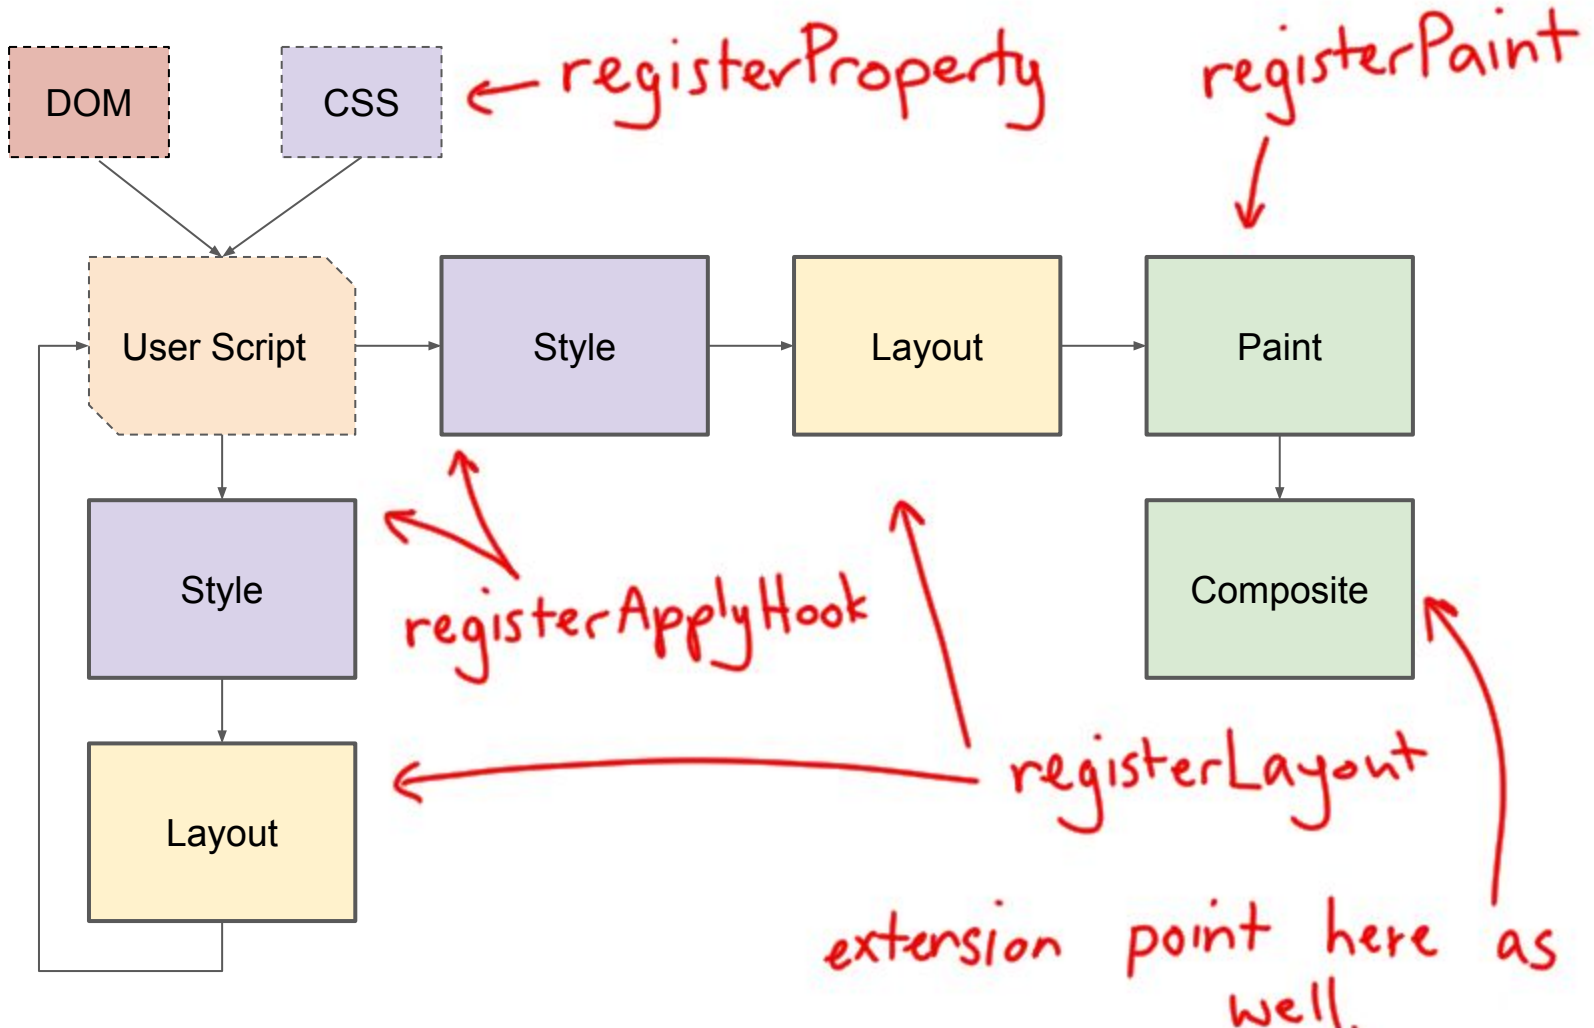 registerProperty
registerPaint
DOM
CSS
User Script
Style
Layout
Paint
Style
registerApplyHook
Composite
registerLayout
Layout
extension point here as
well.